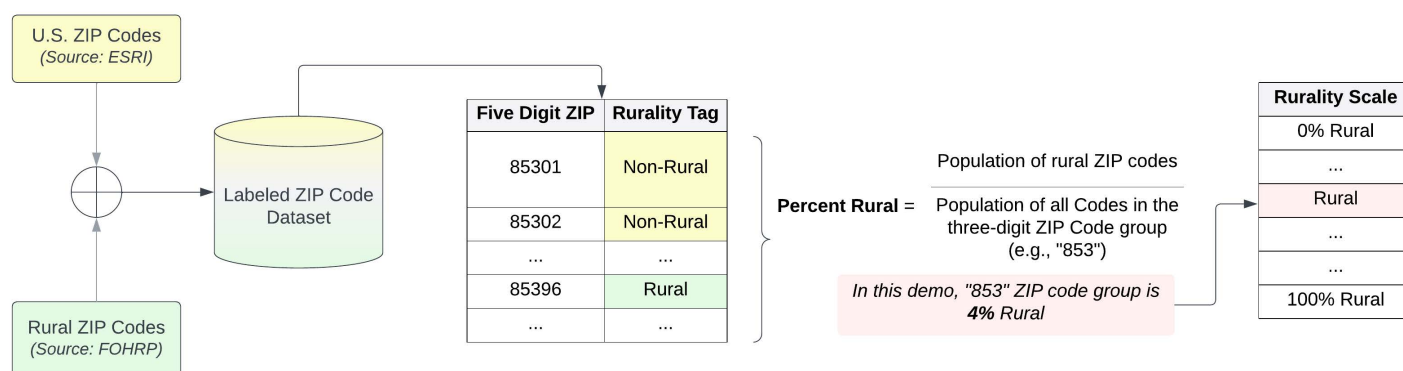 U.S. ZIP Codes
(Source: ESRI)
Rural ZIP Codes
(Source: FOHRP)
Labeled ZIP Code
Dataset
Five Digit ZIP Rurality Tag
85301 Non-Rural
85302 Non-Rural
... ...
85396 Rural
... ...
Percent Rural =
Population of rural ZIP codes
Population of all Codes in the
three-digit ZIP Code group
(e.g., "853")
In this demo, "853" ZIP code group is
4% Rural
Rurality Scale
0% Rural
...
Rural
...
...
100% Rural